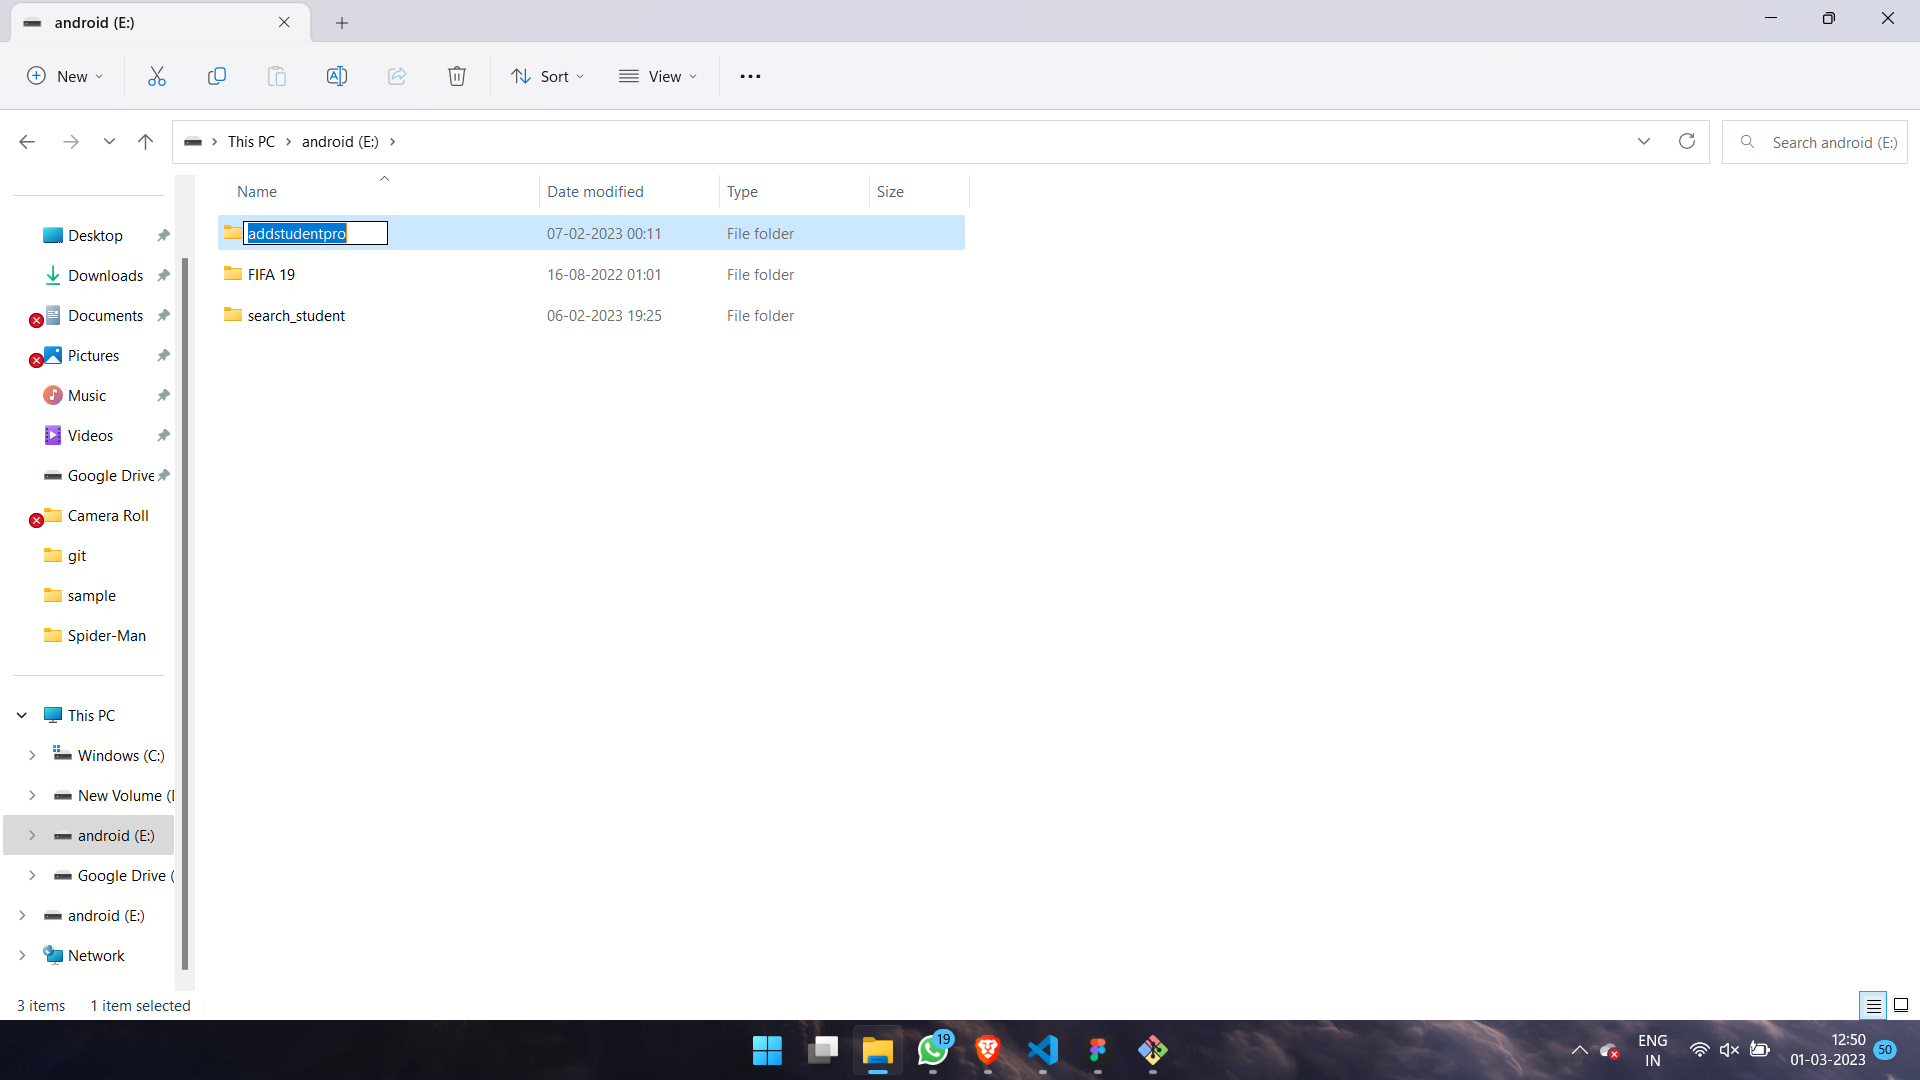 android (E:)
New
Sort
View
This PC
android (E:)
Search android (E:)
Name
Date modified
Type
Size
addstudentpro
07-02-2023 00:11
File folder
FIFA 19
16-08-2022 01:01
File folder
search_student
06-02-2023 19:25
File folder
Desktop
Downloads
Documents
Pictures
Music
Videos
Google Drive
Camera Roll
git
sample
Spider-Man
This PC
Windows (C:)
New Volume (
android (E:)
Google Drive (
android (E:)
Network
3 items
1 item selected
19
ENG
IN
12:50
01-03-2023
50